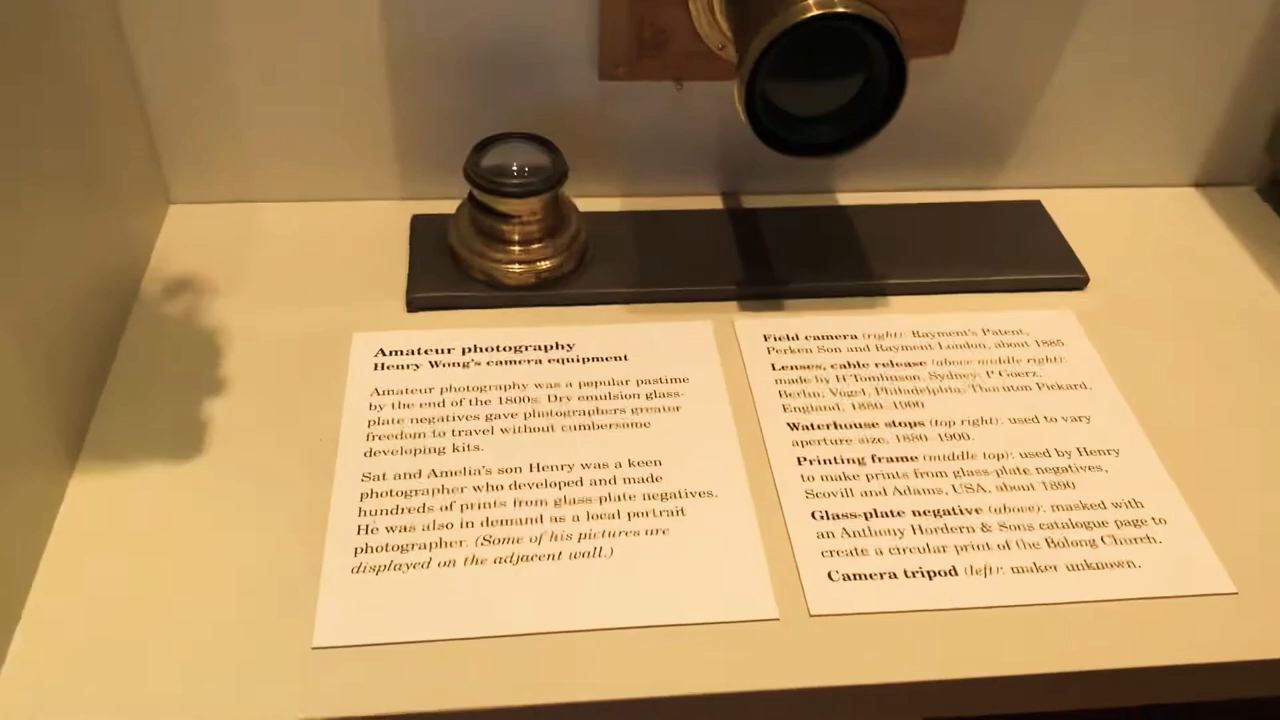 Amateur photography
Henry Wong's camera equipment
Amateur photography was a popular pastime
by the end of the 1800s. Dry emulsion glass-
plate negatives gave photographers greater
freedom to travel without cumbersome
developing kits.
Sat and Amelia's son Henry was a keen
photographer who developed and made
hundreds of prints from glass-plate negatives.
He was also in demand as a local portrait
photographer. (Some of his pictures are
displayed on the adjacent wall.)
Field camera (right): Rayment's Patent,
Perken Son and Rayment London, about 1885.
Lenses, cable release (above middle right):
made by H Tomlinson, Sydney; Goerz,
Berlin; Vogel, Philadelphia; Thornton Pickard,
England, 1880–1900
Waterhouse stops (top right): used to vary
aperture size, 1880–1900.
Printing frame (middle top): used by Henry
to make prints from glass-plate negatives,
Scovill and Adams, USA, about 1890
Glass-plate negative (above): masked with
an Anthony Hordern & Sons catalogue page to
create a circular print of the Bolong Church.
Camera tripod (left): maker unknown.